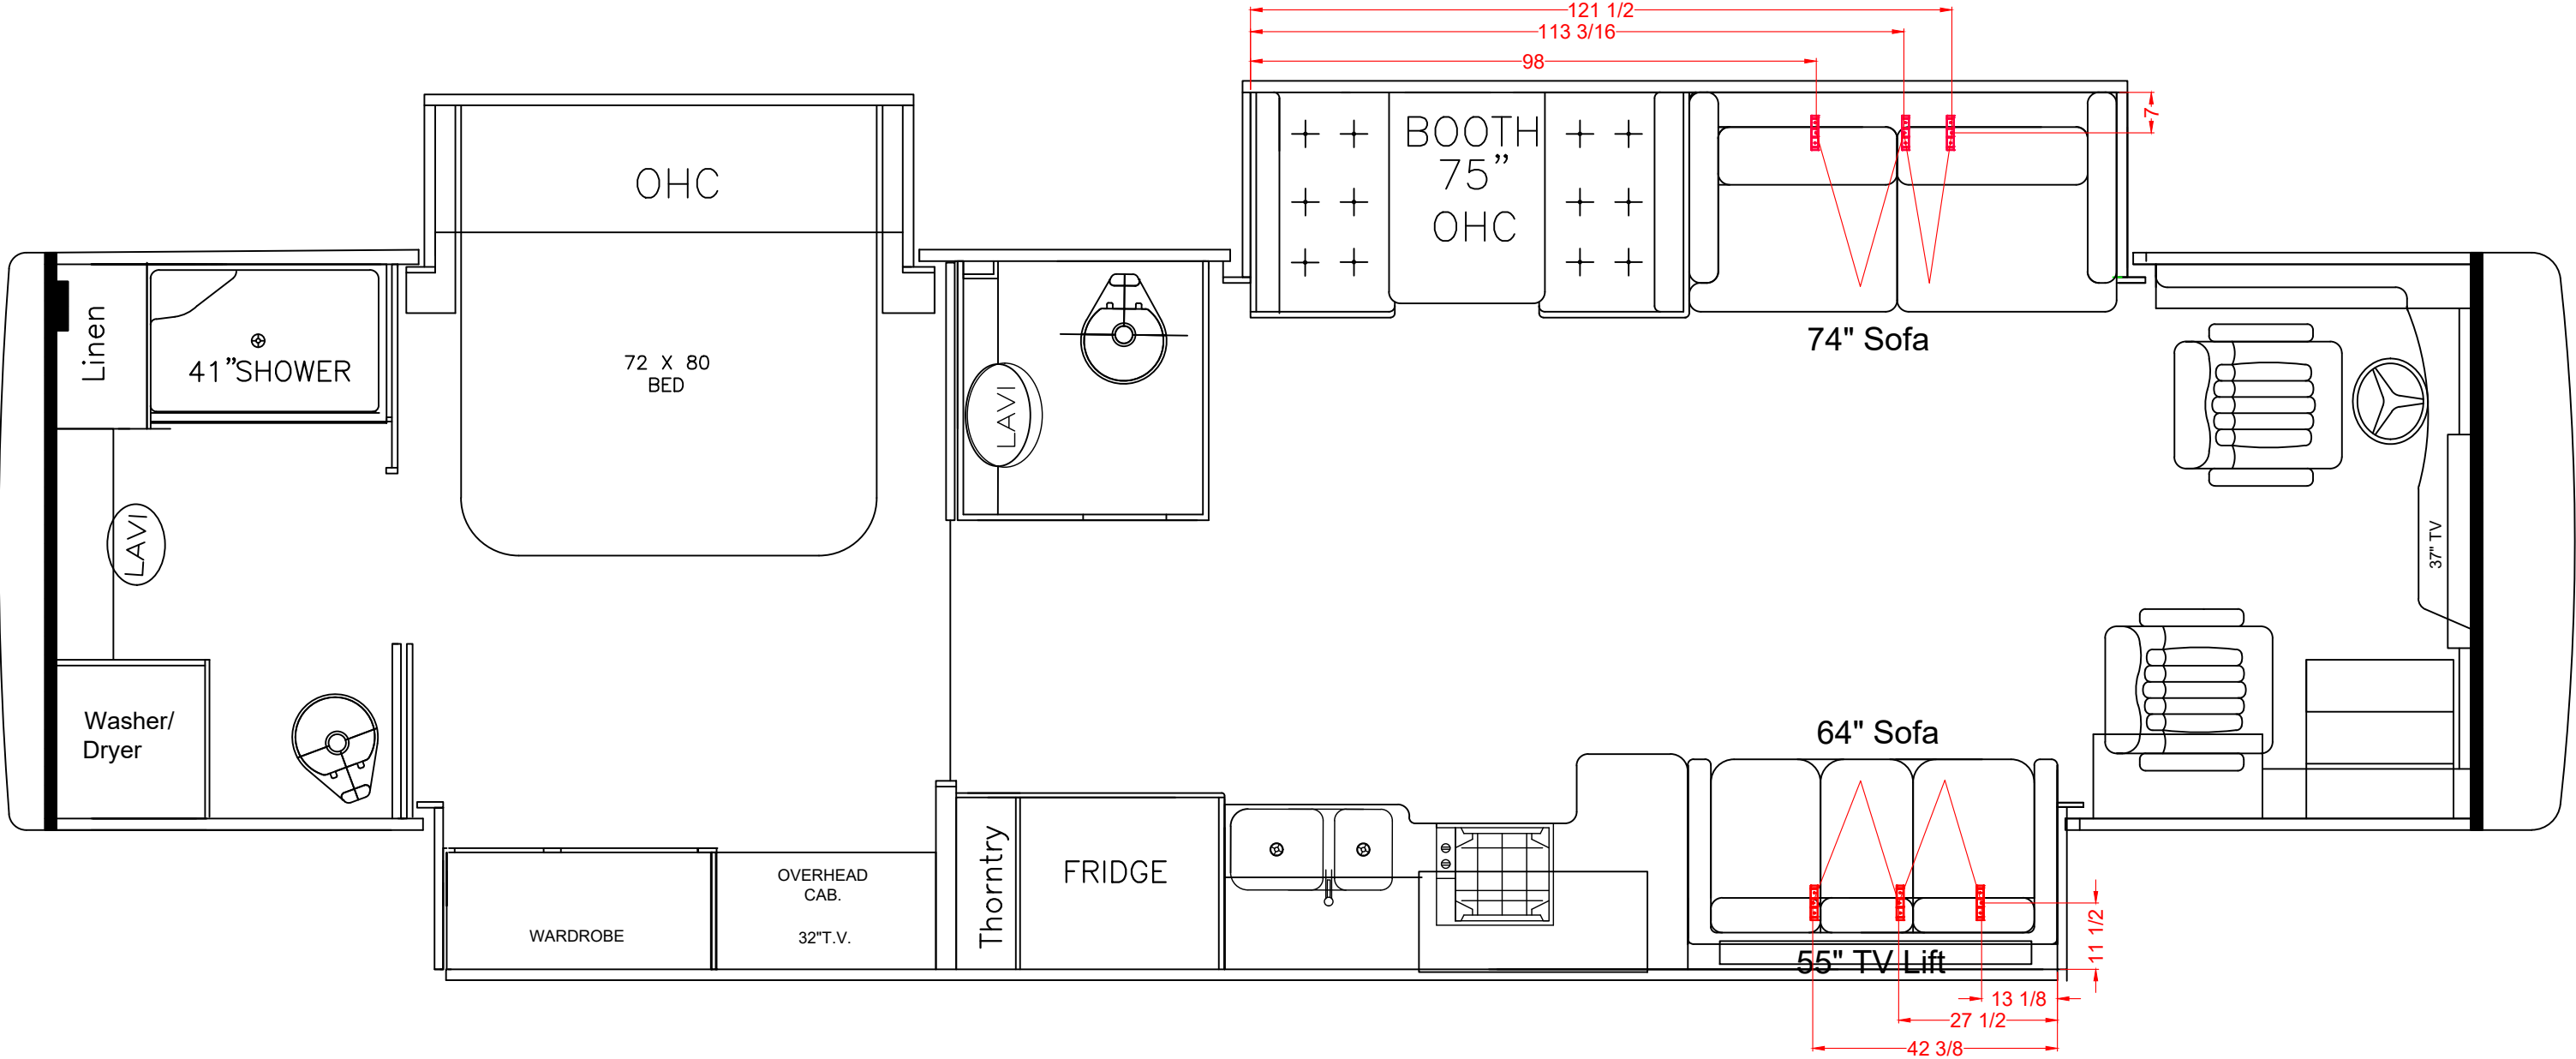 121 1/2
113 3/16
98
7
BOOTH
75”
OHC
OHC
Linen
41”SHOWER
72 X 80
BED
LAVI
74" Sofa
LAVI
37" TV
Washer/
Dryer
64" Sofa
Thorntry
FRIDGE
OVERHEAD
CAB.
32"T.V.
WARDROBE
55" TV Lift
11 1/2
13 1/8
27 1/2
42 3/8